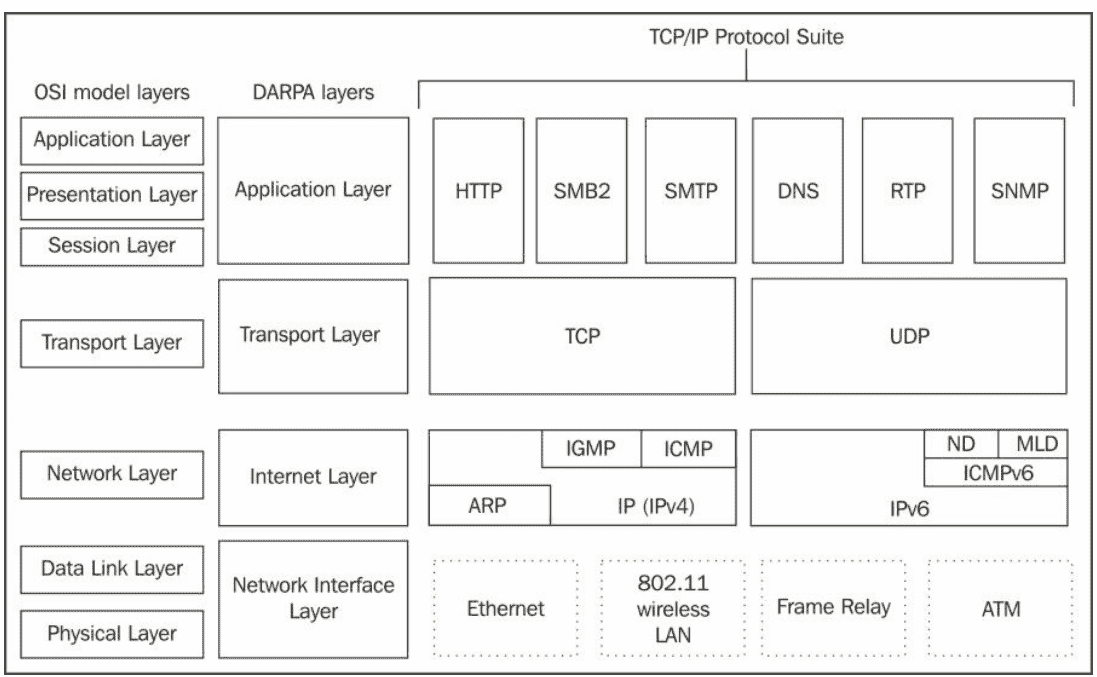 TCP/IP Protocol Suite
OSI model layers
DARPA layers
Application Layer
Presentation Layer
Session Layer
Application Layer
HTTP
SMB2
SMTP
DNS
RTP
SNMP
Transport Layer
Transport Layer
TCP
UDP
Network Layer
Internet Layer
IGMP
ICMP
ARP
IP (IPv4)
ND
MLD
ICMPv6
IPv6
Data Link Layer
Physical Layer
Network Interface
Layer
Ethernet
802.11
wireless
LAN
Frame Relay
ATM